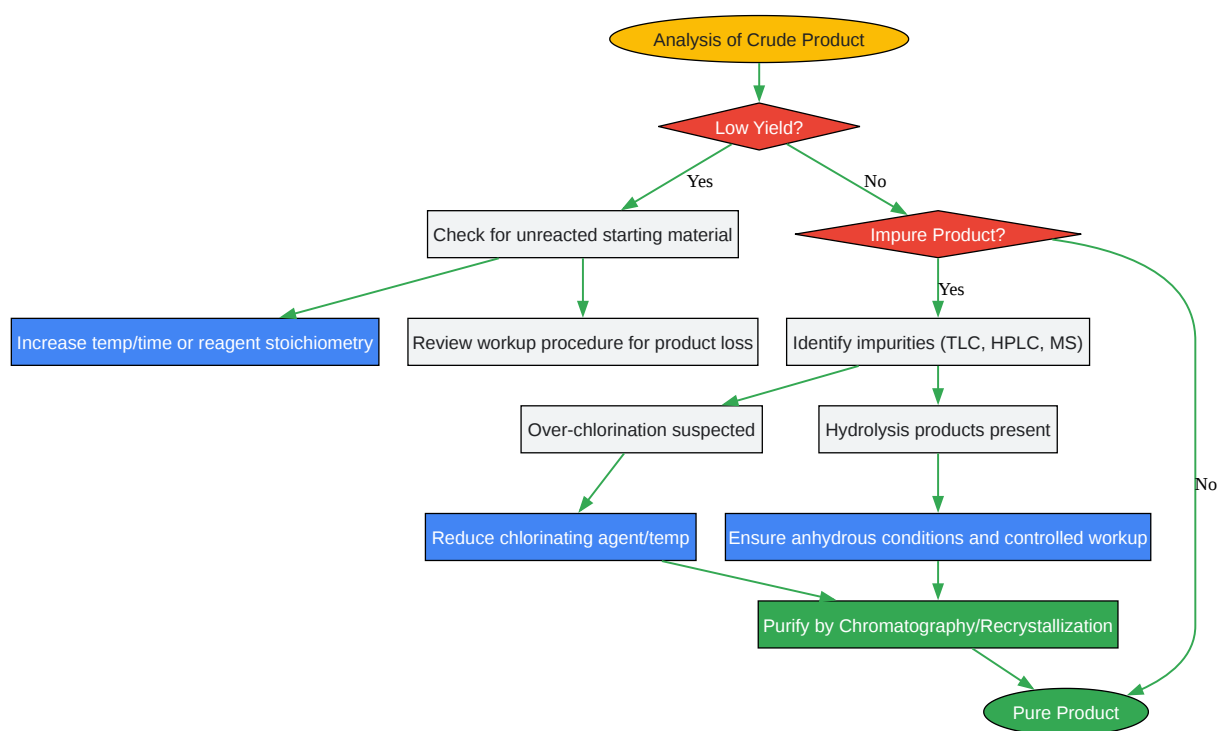 Analysis of Crude Product
Low Yield?
Yes
No
Check for unreacted starting material
Impure Product?
Yes
Increase temp/time or reagent stoichiometry
Review workup procedure for product loss
Identify impurities (TLC, HPLC, MS)
Over-chlorination suspected
Hydrolysis products present
No
Reduce chlorinating agent/temp
Ensure anhydrous conditions and controlled workup
Purify by Chromatography/Recrystallization
Pure Product